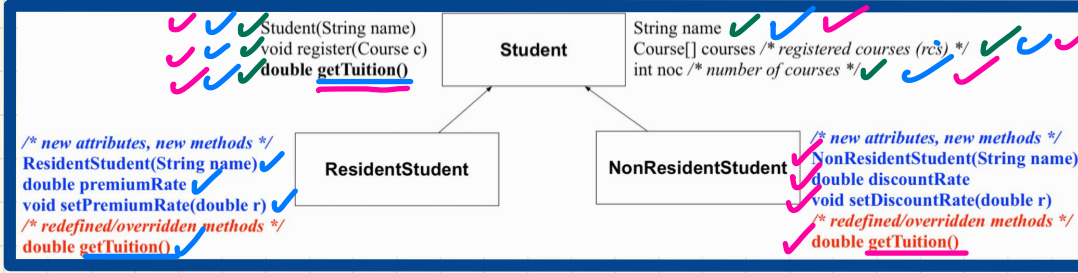 Student(String name)
void register(Course c)
double getTuition()
Student
String name
Course[] courses /* registered courses (rcs) */
int noc /* number of courses */
/* new attributes, new methods */
ResidentStudent(String name)
double premiumRate
void setPremiumRate(double r)
/* redefined/overridden methods */
double getTuition()
ResidentStudent
NonResidentStudent
/* new attributes, new methods */
NonResidentStudent(String name)
double discountRate
void setDiscountRate(double r)
/* redefined/overridden methods */
double getTuition()